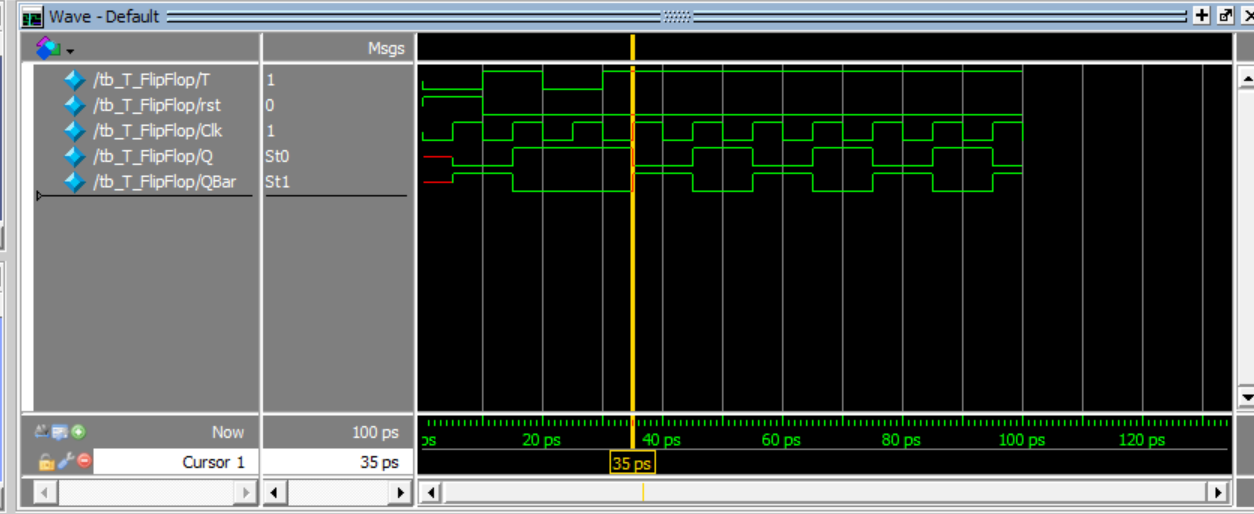 Wave - Default
Msgs
/tb_T_FlipFlop/T 1
/tb_T_FlipFlop/rst 0
/tb_T_FlipFlop/Clk 1
/tb_T_FlipFlop/Q St0
/tb_T_FlipFlop/QBar St1
Now 100 ps
ps 20 ps 40 ps 60 ps 80 ps 100 ps 120 ps
Cursor 1 35 ps
35 ps